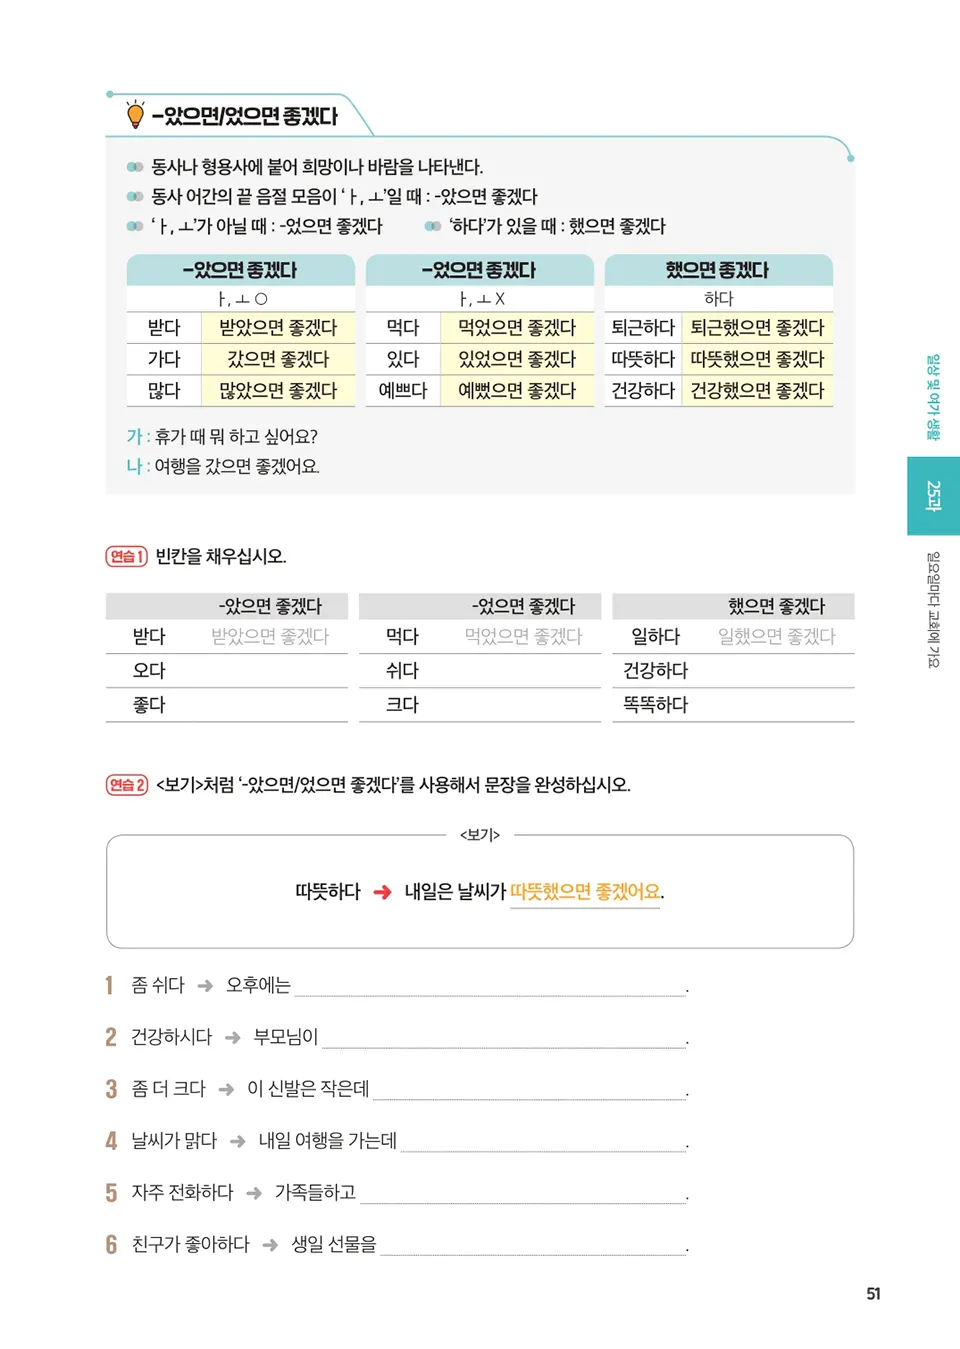 -았으면/었으면 좋겠다
동사나 형용사에 붙어 희망이나 바람을 나타낸다.
동사 어간의 끝 음절 모음이 ‘ㅏ, ㅗ’일 때 : -았으면 좋겠다
‘ㅏ, ㅗ’가 아닐 때 : -었으면 좋겠다 ‘하다’가 있을 때 : 했으면 좋겠다
-았으면 좋겠다 -었으면 좋겠다 했으면 좋겠다
ㅏ, ㅗ O ㅏ, ㅗ X 하다
받다 받았으면 좋겠다 먹다 먹었으면 좋겠다 퇴근하다 퇴근했으면 좋겠다
가다 갔으면 좋겠다 있다 있었으면 좋겠다 따뜻하다 따뜻했으면 좋겠다
많다 많았으면 좋겠다 예쁘다 예뻤으면 좋겠다 건강하다 건강했으면 좋겠다
가 : 휴가 때 뭐 하고 싶어요?
나 : 여행을 갔으면 좋겠어요.
연습 1 빈칸을 채우십시오.
-았으면 좋겠다 -었으면 좋겠다 했으면 좋겠다
받다 받았으면 좋겠다 먹다 먹었으면 좋겠다 일하다 일했으면 좋겠다
오다 쉬다 건강하다
좋다 크다 똑똑하다
연습 2 <보기>처럼 ‘-았으면/었으면 좋겠다’를 사용해서 문장을 완성하십시오.
<보기>
따뜻하다 ➜ 내일은 날씨가 따뜻했으면 좋겠어요.
1 좀 쉬다 ➜ 오후에는 .
2 건강하시다 ➜ 부모님이 .
3 좀 더 크다 ➜ 이 신발은 작은데 .
4 날씨가 맑다 ➜ 내일 여행을 가는데 .
5 자주 전화하다 ➜ 가족들하고 .
6 친구가 좋아하다 ➜ 생일 선물을 .
일상 및 여가 생활
25과
일요일마다 교회에 가요
51